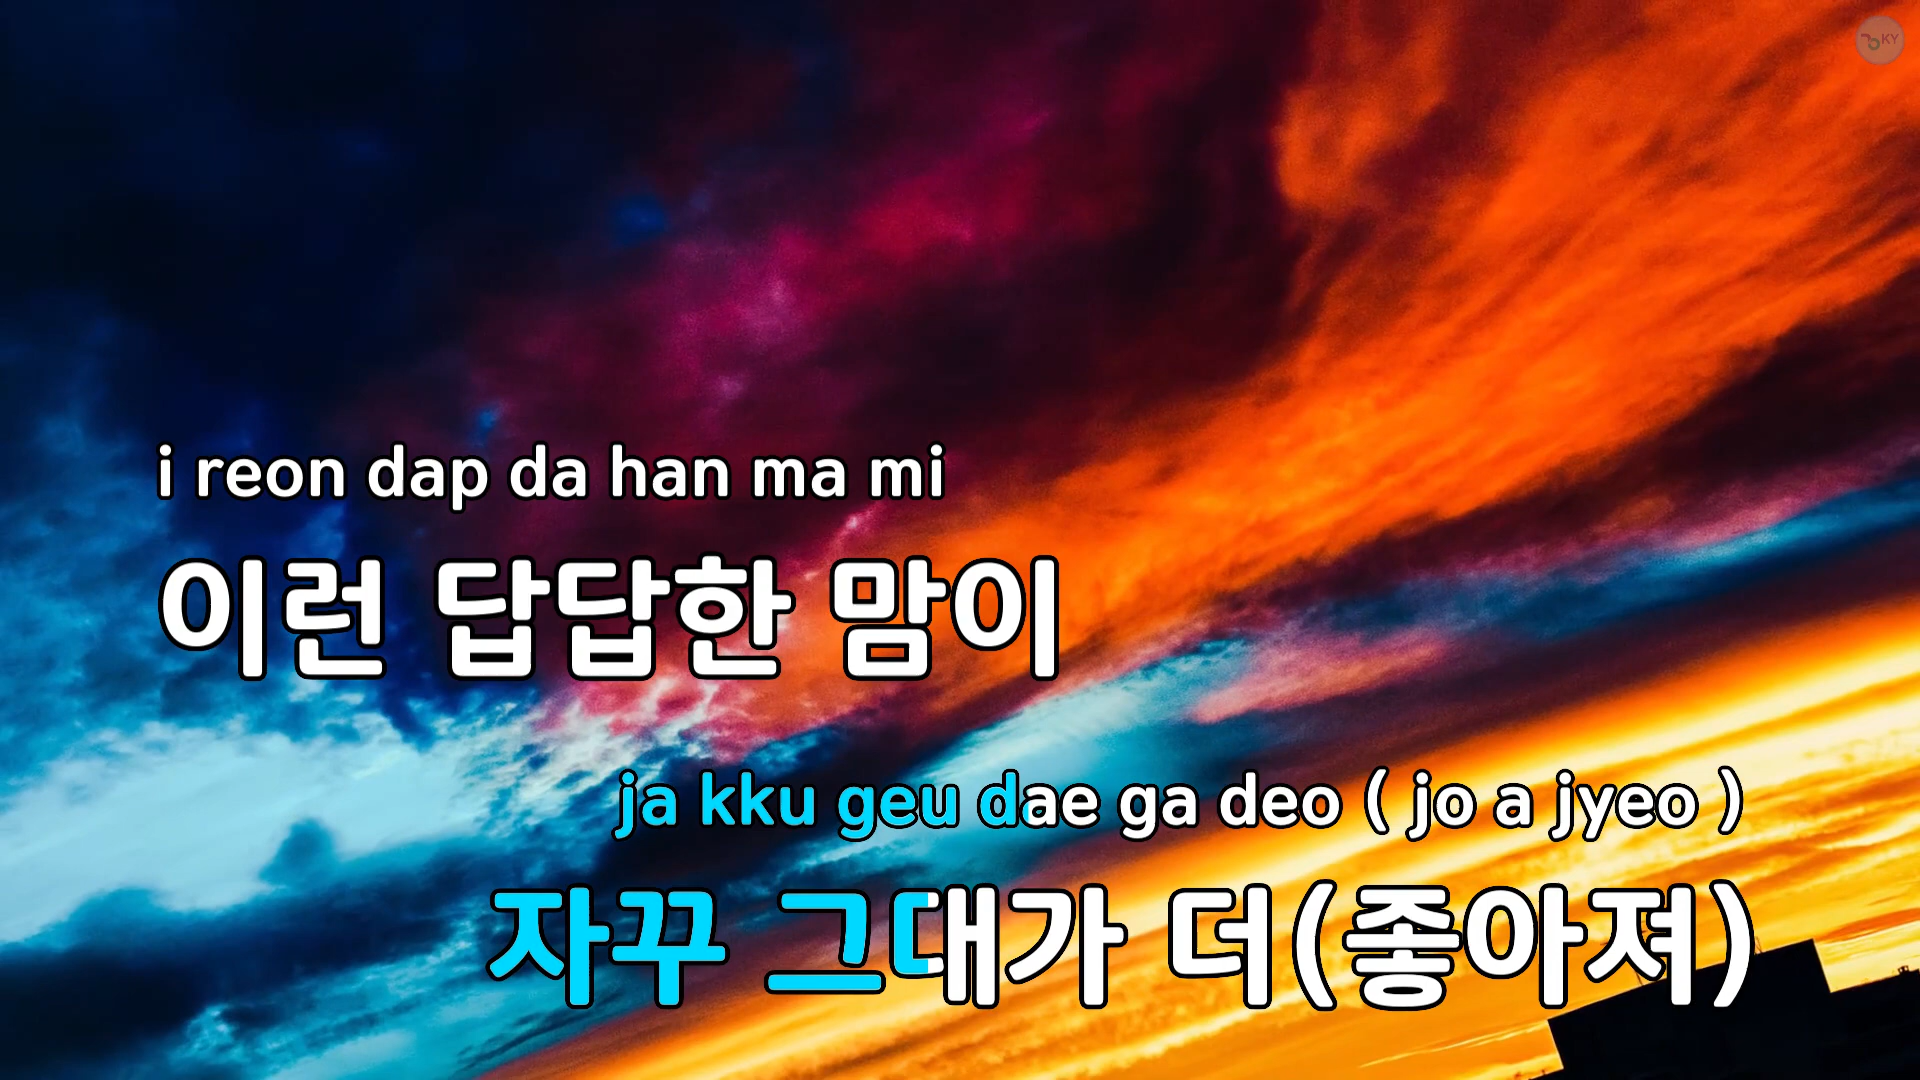 KY
i reon dap da han ma mi
이런 답답한 맘이
ja kku geu dae ga deo ( jo a jyeo )
자꾸 그대가 더(좋아져)